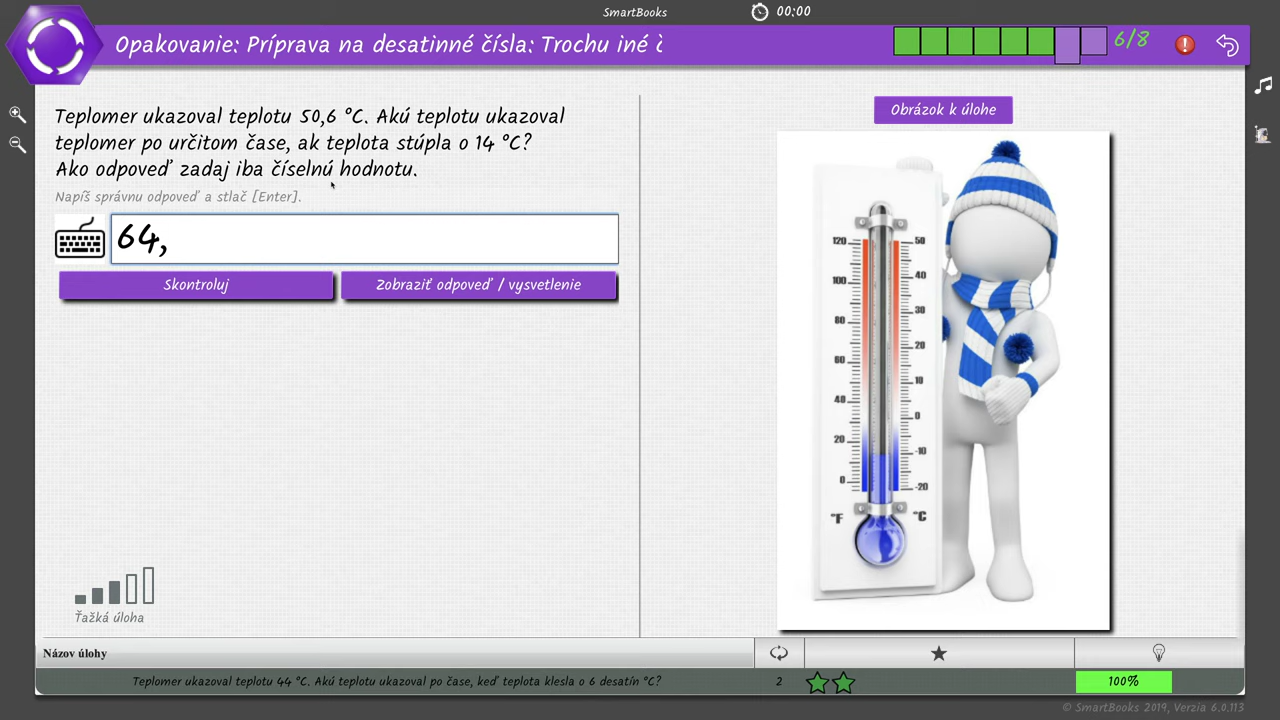 SmartBooks 00:00
Opakovanie: Príprava na desatinné čísla: Trochu iné č
6/8
Teplomer ukazoval teplotu 50,6 °C. Akú teplotu ukazoval
teplomer po určitom čase, ak teplota stúpla o 14 °C?
Ako odpoveď zadaj iba číselnú hodnotu.
Napíš správnu odpoveď a stlač [Enter].
64,
Skontroluj
Zobraziť odpoveď / vysvetlenie
Obrázok k úlohe
120 50
100 40
80 30
60 20
40 10
20 0
0 -10
-20
°F °C
Ťažká úloha
Názov úlohy
Teplomer ukazoval teplotu 44 °C. Akú teplotu ukazoval po čase, keď teplota klesla o 6 desatín °C? 2 100%
© SmartBooks 2019, Verzia 6.0.113